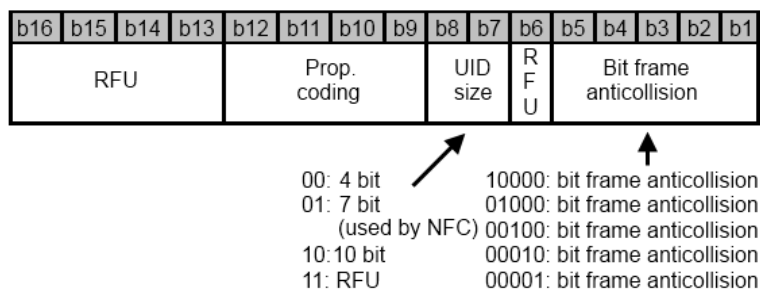 b16 b15 b14 b13 b12 b11 b10 b9 b8 b7 b6 b5 b4 b3 b2 b1
RFU
Prop.
coding
UID
size
R
F
U
Bit frame
anticollision
00: 4 bit
01: 7 bit
(used by NFC)
10:10 bit
11: RFU
10000: bit frame anticollision
01000: bit frame anticollision
00100: bit frame anticollision
00010: bit frame anticollision
00001: bit frame anticollision